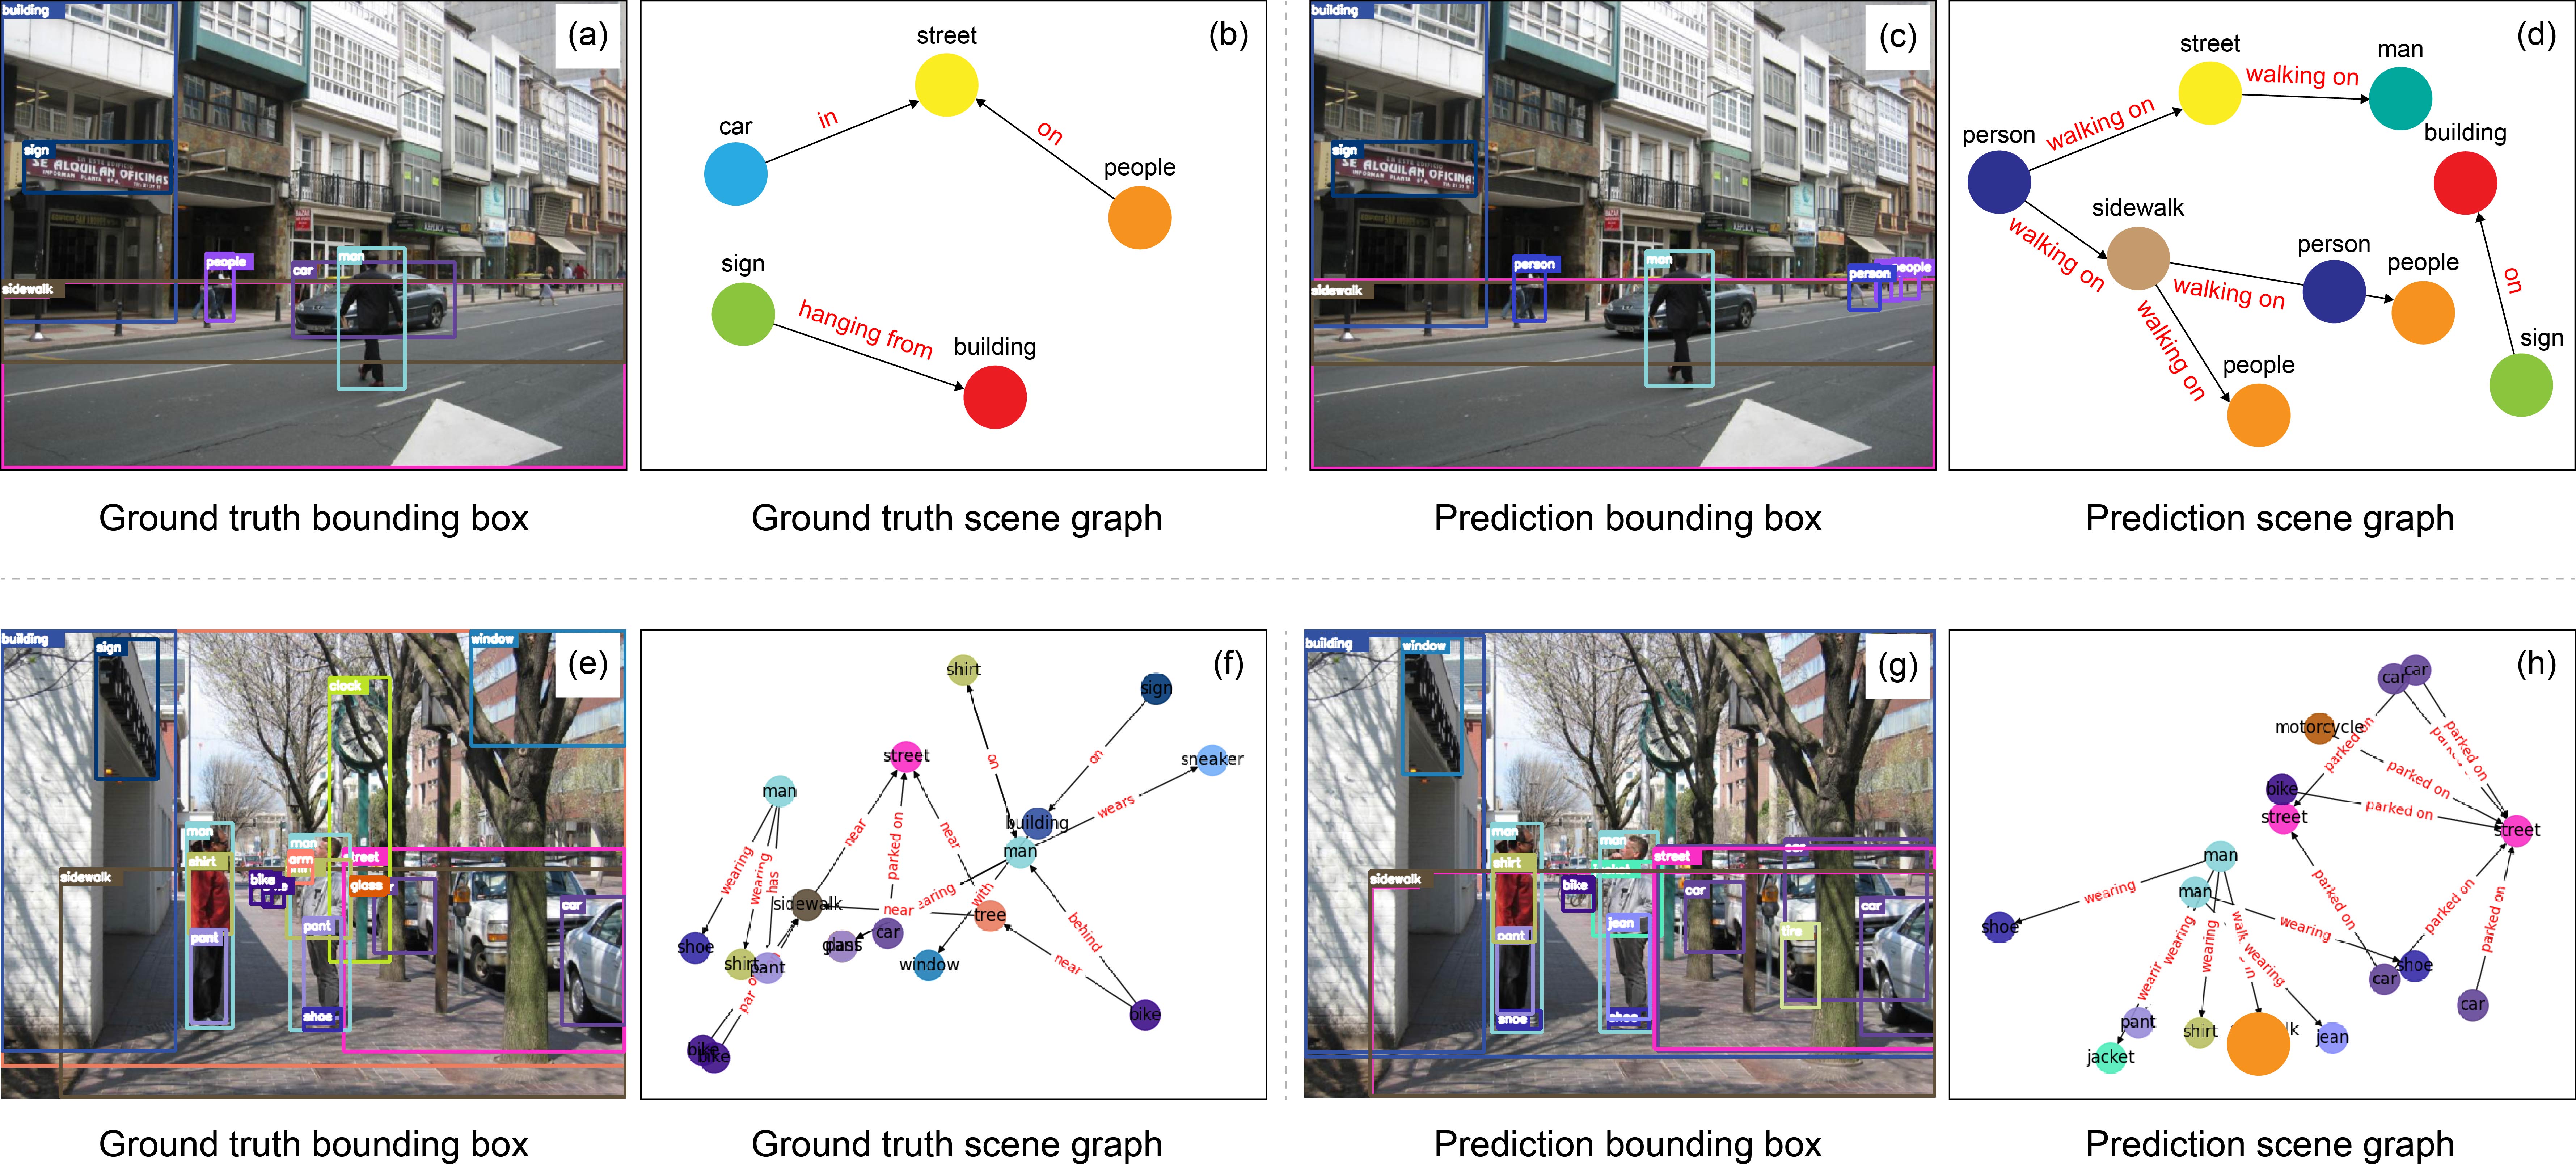 building
(a)
sign
SE ALQUILAN OFICINAS
people
car
man
sidewalk
(b)
street
in
on
car
people
sign
hanging from
building
building
(c)
sign
SE ALQUILAN OFICINAS
person
man
person
people
sidewalk
(d)
street
walking on
man
walking on
person
building
sidewalk
walking on
person
people
walking on
on
walking on
people
sign
Ground truth bounding box
Ground truth scene graph
Prediction bounding box
Prediction scene graph
building
window
sign
(e)
clock
man
man
shirt
arm
street
sidewalk
bike
glass
car
pant
pant
shoe
(f)
shirt
sign
street
on
on
sneaker
man
near
parked on
near
building
wears
man
wearing
wearing
has
sidewalk
near
earing
with
tree
behind
shoe
shirt
pant
glass
car
window
near
par
bike
bike
bike
building
window
(g)
man
man
shirt
street
car
sidewalk
bike
car
car
pant
jean
tire
shoe
shoe
(h)
car
car
motorcycle
parked on
parked on
parked on
bike
parked on
street
street
man
man
wearing
parked on
parked on
parked on
shoe
wearing
wearing
wearing
walk
wearing
shoe
car
car
pant
shirt
lk
jean
jacket
Ground truth bounding box
Ground truth scene graph
Prediction bounding box
Prediction scene graph